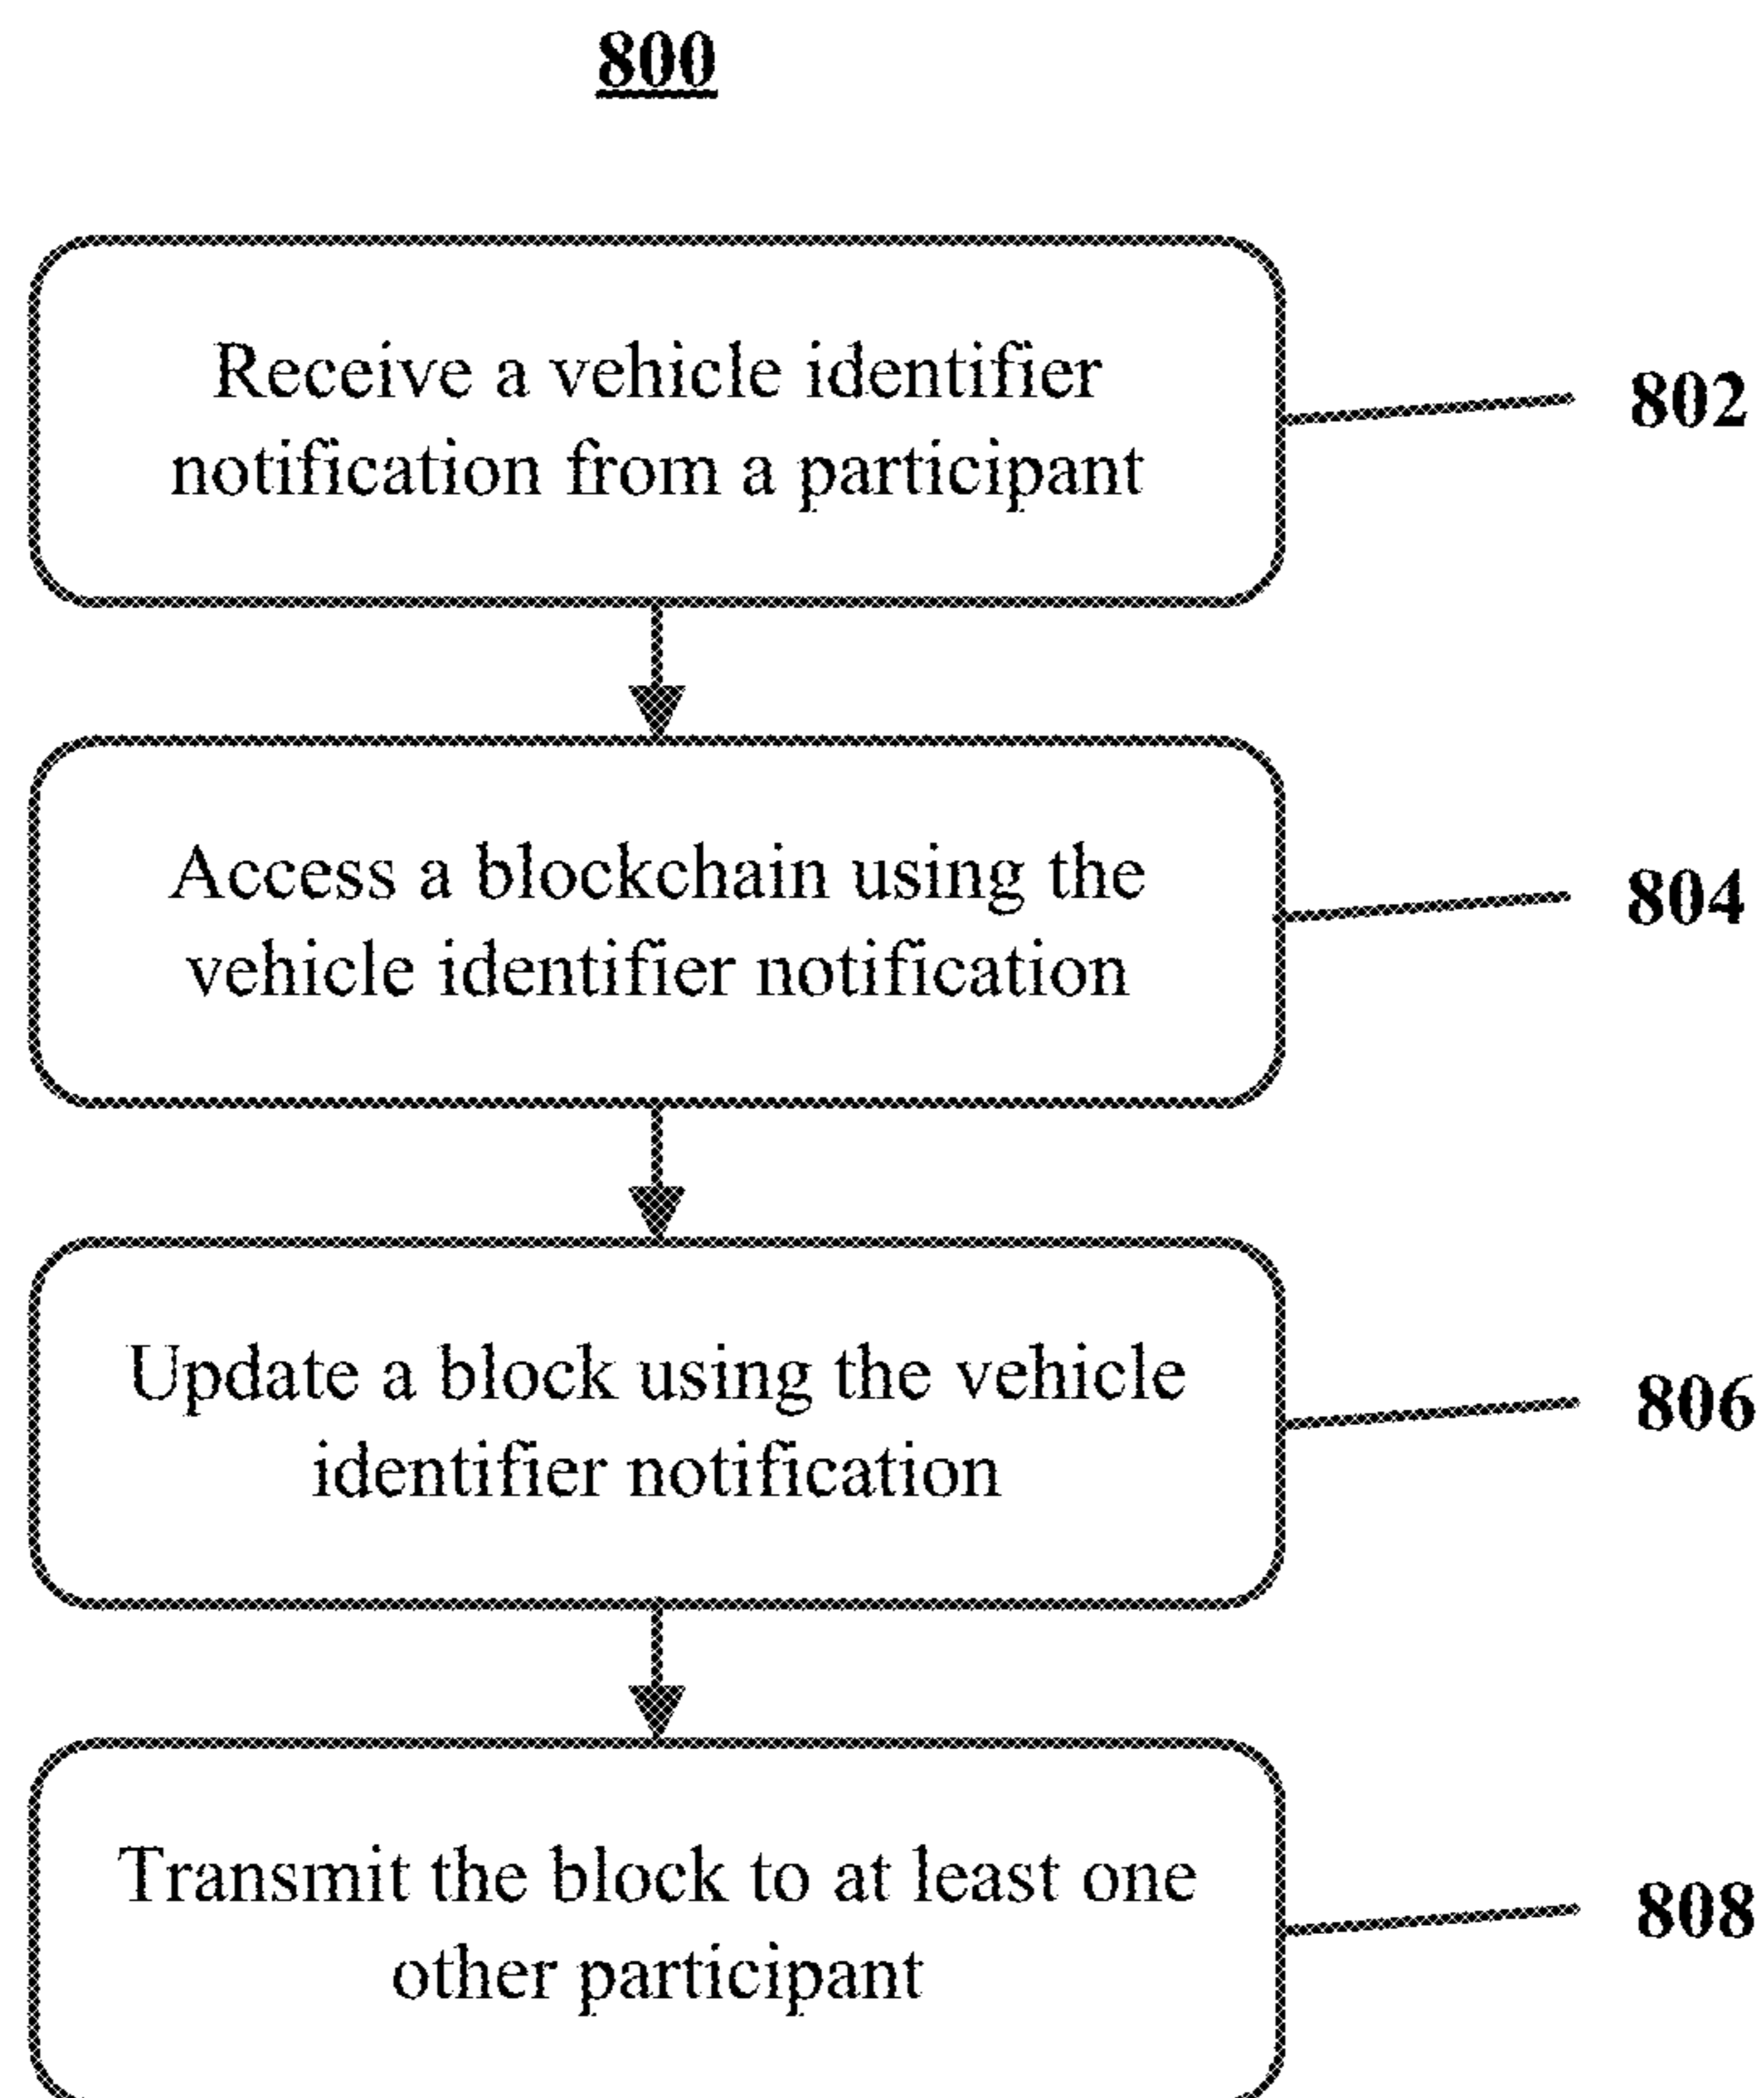 800
Receive a vehicle identifier
notification from a participant
802
Access a blockchain using the
vehicle identifier notification
804
Update a block using the vehicle
identifier notification
806
Transmit the block to at least one
other participant
808